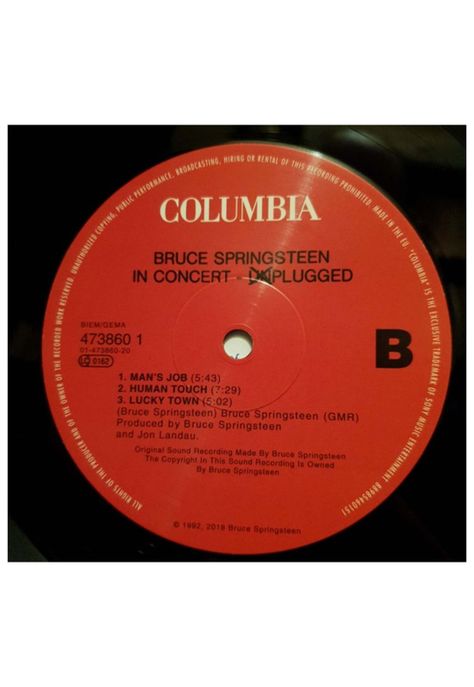 ALL RIGHTS OF THE PRODUCER AND OF THE OWNER OF THE RECORDED WORK RESERVED. UNAUTHORIZED COPYING, PUBLIC PERFORMANCE, BROADCASTING, HIRING OR RENTAL OF THIS RECORDING PROHIBITED. MADE IN THE EU. "COLUMBIA" IS THE EXCLUSIVE TRADEMARK OF SONY MUSIC ENTERTAINMENT
COLUMBIA
BRUCE SPRINGSTEEN
IN CONCERT - UNPLUGGED
BIEM/GEMA
473860 1
01-473860-20
LC 0162
B
1. MAN'S JOB (5:43)
2. HUMAN TOUCH (7:29)
3. LUCKY TOWN (5:02)
(Bruce Springsteen) Bruce Springsteen (GMR)
Produced by Bruce Springsteen
and Jon Landau.
Original Sound Recording Made By Bruce Springsteen
The Copyright In This Sound Recording Is Owned
By Bruce Springsteen
© 1992, 2018 Bruce Springsteen